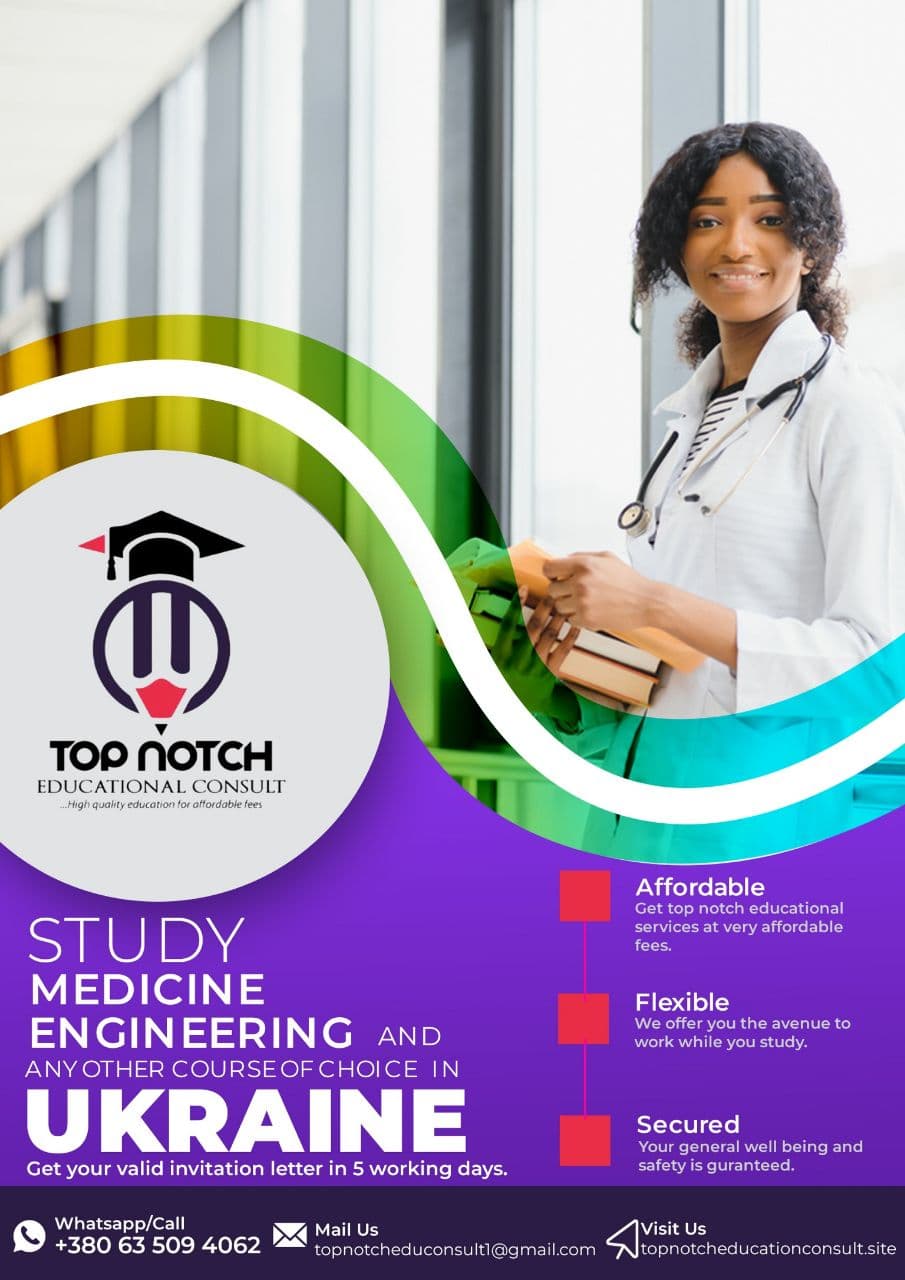 TOP NOTCH
EDUCATIONAL CONSULT
...High quality education for affordable fees
STUDY
MEDICINE
ENGINEERING AND
ANY OTHER COURSE OF CHOICE IN
UKRAINE
Get your valid invitation letter in 5 working days.
Affordable
Get top notch educational
services at very affordable
fees.
Flexible
We offer you the avenue to
work while you study.
Secured
Your general well being and
safety is guranteed.
Whatsapp/Call
+380 63 509 4062
Mail Us
topnotcheduconsult1@gmail.com
Visit Us
topnotcheducationconsult.site